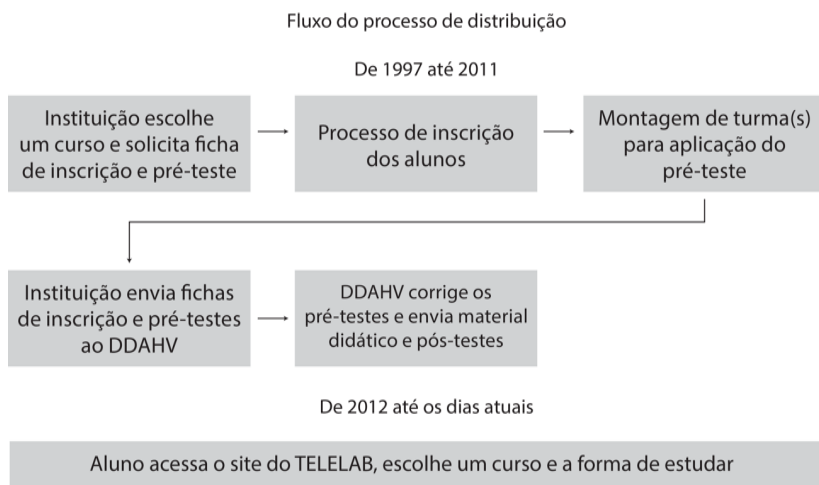 Fluxo do processo de distribuição
De 1997 até 2011
Instituição escolhe
um curso e solicita ficha
de inscrição e pré-teste
Processo de inscrição
dos alunos
Montagem de turma(s)
para aplicação do
pré-teste
Instituição envia fichas
de inscrição e pré-testes
ao DDAHV
DDAHV corrige os
pré-testes e envia material
didático e pós-testes
De 2012 até os dias atuais
Aluno acessa o site do TELELAB, escolhe um curso e a forma de estudar